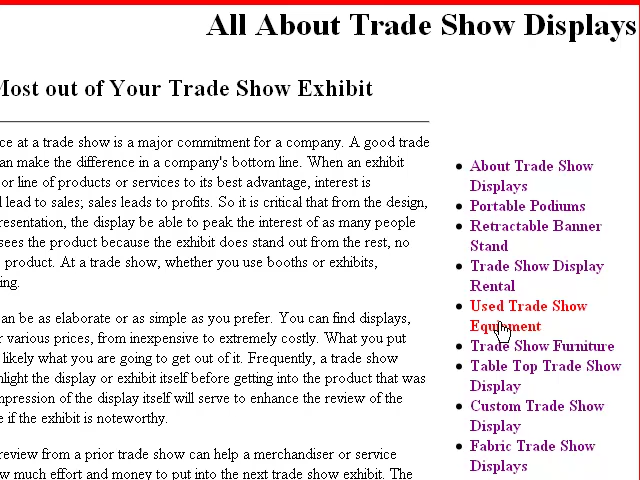 All About Trade Show Displays
Most out of Your Trade Show Exhibit
ce at a trade show is a major commitment for a company. A good trade
an make the difference in a company's bottom line. When an exhibit
or line of products or services to its best advantage, interest is
lead to sales; sales leads to profits. So it is critical that from the design,
resentation, the display be able to peak the interest of as many people
sees the product because the exhibit does stand out from the rest, no
product. At a trade show, whether you use booths or exhibits,
ing.
an be as elaborate or as simple as you prefer. You can find displays,
r various prices, from inexpensive to extremely costly. What you put
likely what you are going to get out of it. Frequently, a trade show
nlight the display or exhibit itself before getting into the product that was
mpression of the display itself will serve to enhance the review of the
e if the exhibit is noteworthy.
review from a prior trade show can help a merchandiser or service
w much effort and money to put into the next trade show exhibit. The
About Trade Show
Displays
Portable Podiums
Retractable Banner
Stand
Trade Show Display
Rental
Used Trade Show
Equipment
Trade Show Furniture
Table Top Trade Show
Display
Custom Trade Show
Display
Fabric Trade Show
Displays